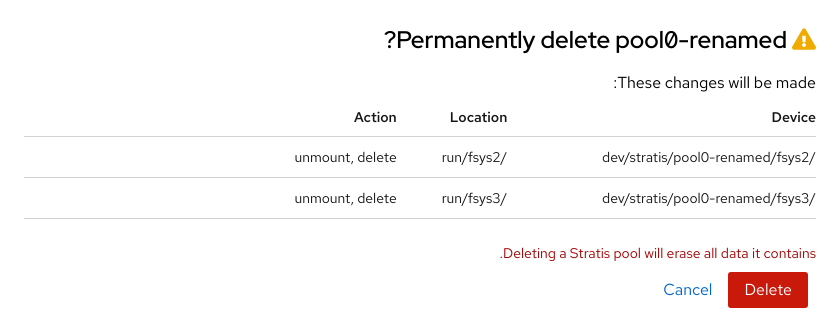 ?Permanently delete pool0-renamed
:These changes will be made
Action Location Device
unmount, delete run/fsys2/ dev/stratis/pool0-renamed/fsys2/
unmount, delete run/fsys3/ dev/stratis/pool0-renamed/fsys3/
.Deleting a Stratis pool will erase all data it contains
Cancel Delete